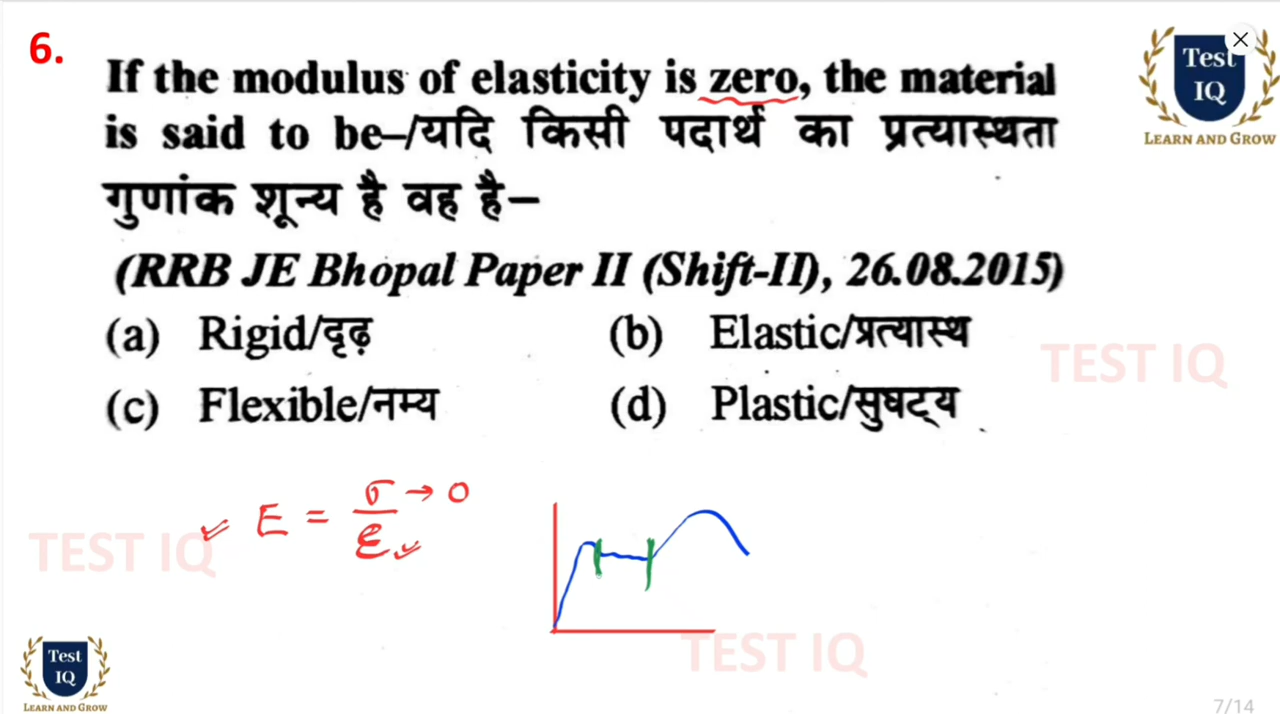 6.
Test
IQ
LEARN AND GROW
If the modulus of elasticity is zero, the material
is said to be–/यदि किसी पदार्थ का प्रत्यास्थता
गुणांक शून्य है वह है–
(RRB JE Bhopal Paper II (Shift-II), 26.08.2015)
(a) Rigid/दृढ़ (b) Elastic/प्रत्यास्थ
(c) Flexible/नम्य (d) Plastic/सुघट्य
TEST IQ
E = σ/ε → 0
TEST IQ
TEST IQ
Test
IQ
LEARN AND GROW
7/14